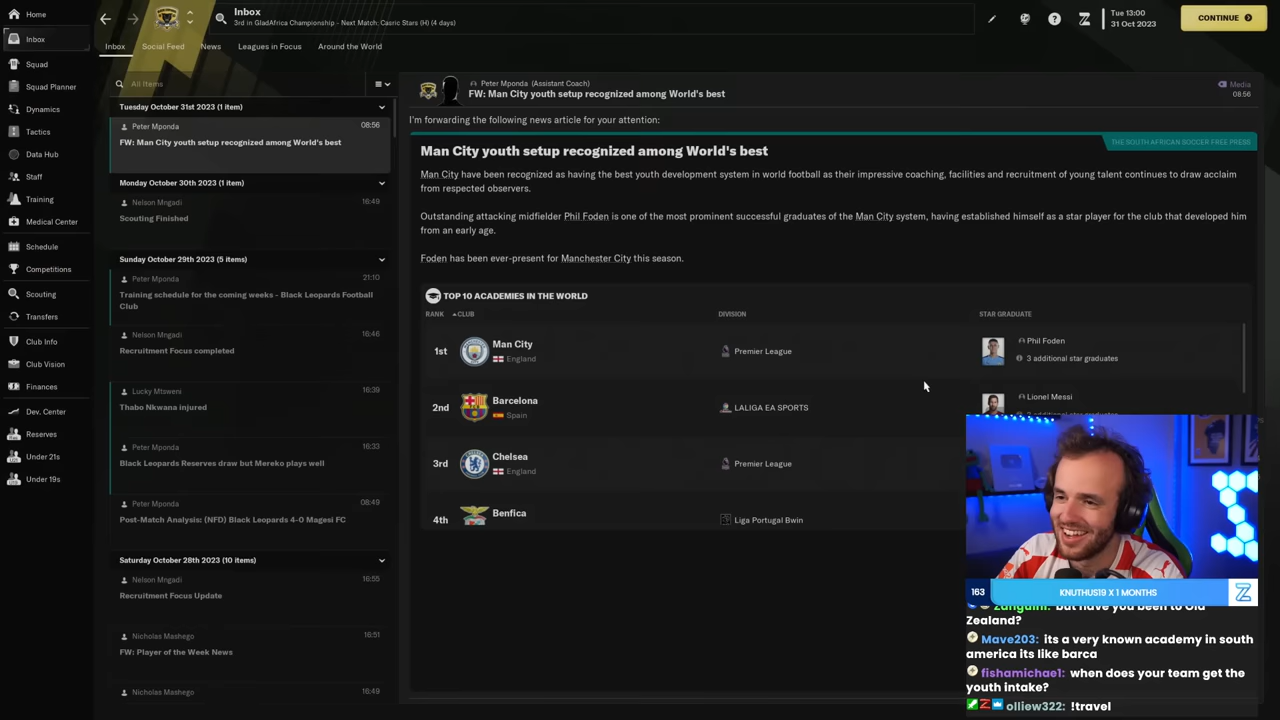 Home
Inbox
Squad
Squad Planner
Dynamics
Tactics
Data Hub
Staff
Training
Medical Center
Schedule
Competitions
Scouting
Transfers
Club Info
Club Vision
Finances
Dev. Center
Reserves
Under 21s
Under 19s
Inbox
3rd in GladAfrica Championship - Next Match: Casric Stars (H) (4 days)
Tue 13:00
31 Oct 2023
CONTINUE
Inbox
Social Feed
News
Leagues in Focus
Around the World
All Items
Tuesday October 31st 2023 (1 item)
Peter Mponda
08:56
FW: Man City youth setup recognized among World's best
Monday October 30th 2023 (1 item)
Nelson Mngadi
16:49
Scouting Finished
Sunday October 29th 2023 (5 items)
Peter Mponda
21:10
Training schedule for the coming weeks - Black Leopards Football
Club
Nelson Mngadi
16:46
Recruitment Focus completed
Lucky Mtsweni
16:39
Thabo Nkwana injured
Peter Mponda
16:33
Black Leopards Reserves draw but Mereko plays well
Peter Mponda
08:49
Post-Match Analysis: (NFD) Black Leopards 4-0 Magesi FC
Saturday October 28th 2023 (10 items)
Nelson Mngadi
16:55
Recruitment Focus Update
Nicholas Mashego
16:51
FW: Player of the Week News
Nicholas Mashego
16:49
Peter Mponda (Assistant Coach)
FW: Man City youth setup recognized among World's best
Media
08:56
I'm forwarding the following news article for your attention:
THE SOUTH AFRICAN SOCCER FREE PRESS
Man City youth setup recognized among World's best
Man City have been recognized as having the best youth development system in world football as their impressive coaching, facilities and recruitment of young talent continues to draw acclaim
from respected observers.
Outstanding attacking midfielder Phil Foden is one of the most prominent successful graduates of the Man City system, having established himself as a star player for the club that developed him
from an early age.
Foden has been ever-present for Manchester City this season.
TOP 10 ACADEMIES IN THE WORLD
RANK
CLUB
DIVISION
STAR GRADUATE
1st
Man City
England
Premier League
Phil Foden
3 additional star graduates
2nd
Barcelona
Spain
LALIGA EA SPORTS
Lionel Messi
3rd
Chelsea
England
Premier League
4th
Benfica
Liga Portugal Bwin
163
KNUTHUS19 X 1 MONTHS
Z
but have you been to Old
Zealand?
Mave203: its a very known academy in south
america its like barca
fishamichae1: when does your team get the
youth intake?
olliew322: !travel